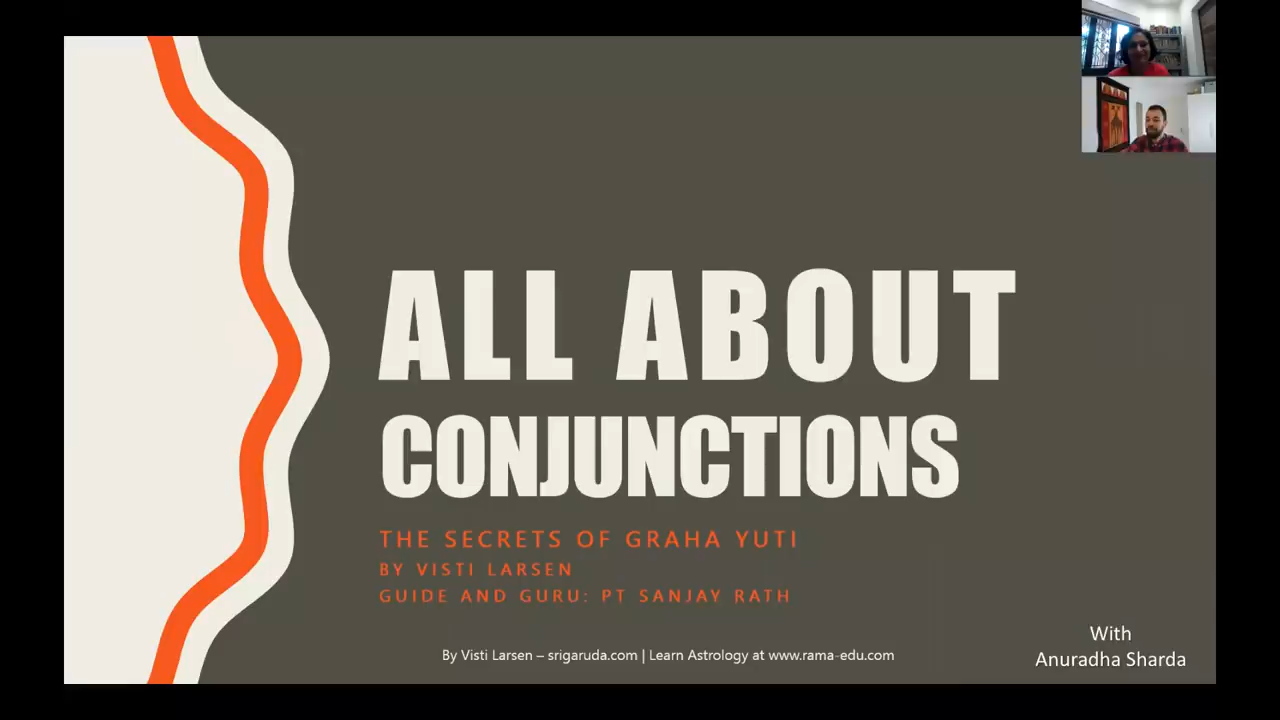 ALL ABOUT
CONJUNCTIONS
THE SECRETS OF GRAHA YUTI
BY VISTI LARSEN
GUIDE AND GURU: PT SANJAY RATH
By Visti Larsen – srigaruda.com | Learn Astrology at www.rama-edu.com
With
Anuradha Sharda